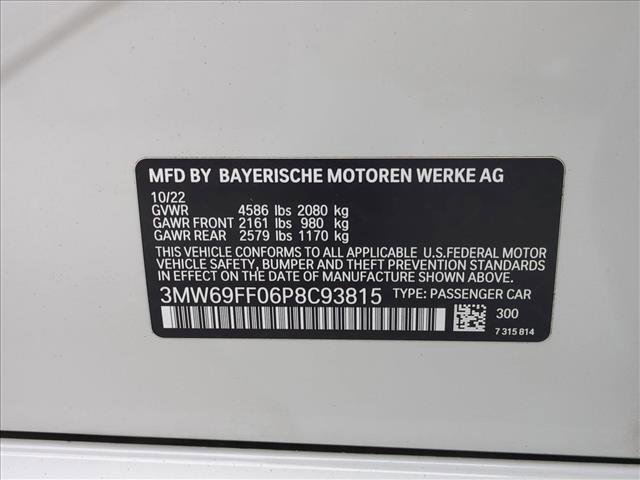 MFD BY BAYERISCHE MOTOREN WERKE AG
10/22
GVWR 4586 lbs 2080 kg
GAWR FRONT 2161 lbs 980 kg
GAWR REAR 2579 lbs 1170 kg
THIS VEHICLE CONFORMS TO ALL APPLICABLE U.S.FEDERAL MOTOR
VEHICLE SAFETY, BUMPER, AND THEFT PREVENTION STANDARDS
IN EFFECT ON THE DATE OF MANUFACTURE SHOWN ABOVE.
3MW69FF06P8C93815 TYPE: PASSENGER CAR
300
7 315 814